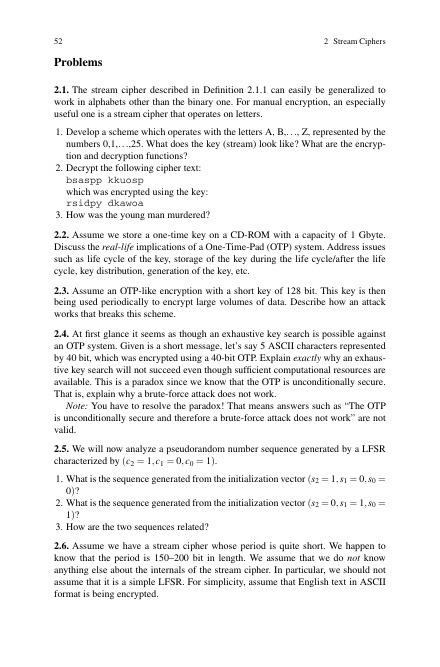 52 2 Stream Ciphers
Problems
2.1. The stream cipher described in Definition 2.1.1 can easily be generalized to
work in alphabets other than the binary one. For manual encryption, an especially
useful one is a stream cipher that operates on letters.
1. Develop a scheme which operates with the letters A, B,..., Z, represented by the
numbers 0,1,...,25. What does the key (stream) look like? What are the encryp-
tion and decryption functions?
2. Decrypt the following cipher text:
bsaspp kkuosp
which was encrypted using the key:
rsidpy dkawoa
3. How was the young man murdered?
2.2. Assume we store a one-time key on a CD-ROM with a capacity of 1 Gbyte.
Discuss the real-life implications of a One-Time-Pad (OTP) system. Address issues
such as life cycle of the key, storage of the key during the life cycle/after the life
cycle, key distribution, generation of the key, etc.
2.3. Assume an OTP-like encryption with a short key of 128 bit. This key is then
being used periodically to encrypt large volumes of data. Describe how an attack
works that breaks this scheme.
2.4. At first glance it seems as though an exhaustive key search is possible against
an OTP system. Given is a short message, let's say 5 ASCII characters represented
by 40 bit, which was encrypted using a 40-bit OTP. Explain exactly why an exhaus-
tive key search will not succeed even though sufficient computational resources are
available. This is a paradox since we know that the OTP is unconditionally secure.
That is, explain why a brute-force attack does not work.
Note: You have to resolve the paradox! That means answers such as “The OTP
is unconditionally secure and therefore a brute-force attack does not work” are not
valid.
2.5. We will now analyze a pseudorandom number sequence generated by a LFSR
characterized by (c₂ = 1, c₁ = 0, c₀ = 1).
1. What is the sequence generated from the initialization vector (s₂ = 1, s₁ = 0, s₀ =
0)?
2. What is the sequence generated from the initialization vector (s₂ = 0, s₁ = 1, s₀ =
1)?
3. How are the two sequences related?
2.6. Assume we have a stream cipher whose period is quite short. We happen to
know that the period is 150–200 bit in length. We assume that we do not know
anything else about the internals of the stream cipher. In particular, we should not
assume that it is a simple LFSR. For simplicity, assume that English text in ASCII
format is being encrypted.